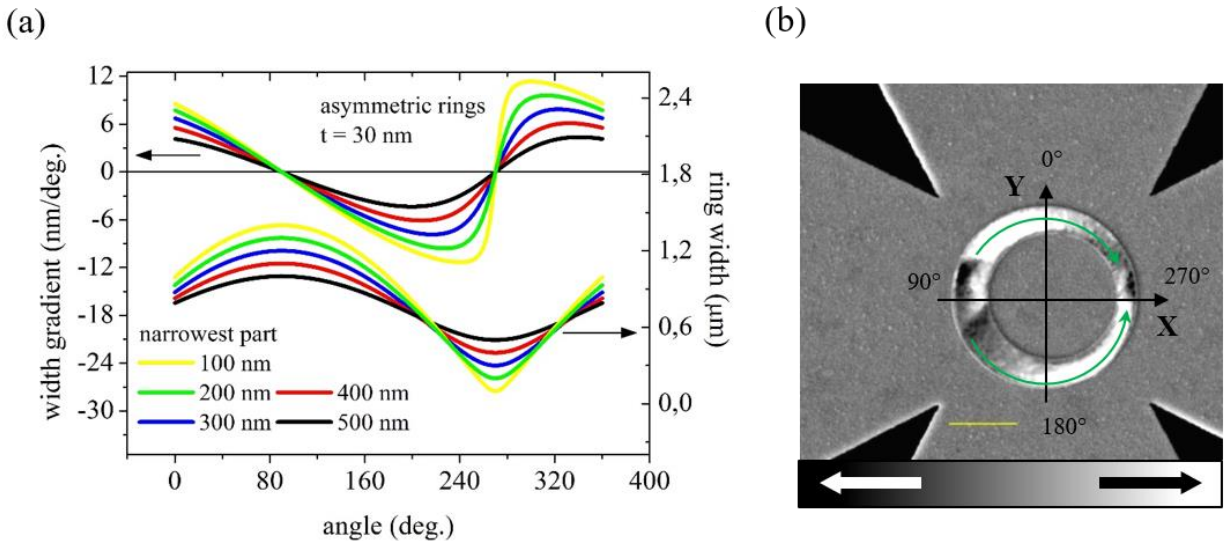 (a)
(b)
12
6
0
-6
-12
-18
-24
-30
width gradient (nm/deg.)
asymmetric rings
t = 30 nm
2,4
1,8
1,2
0,6
0,0
ring width (μm)
narrowest part
100 nm
200 nm
400 nm
300 nm
500 nm
0
80
160
240
320
400
angle (deg.)
0°
Y
90°
270°
X
180°